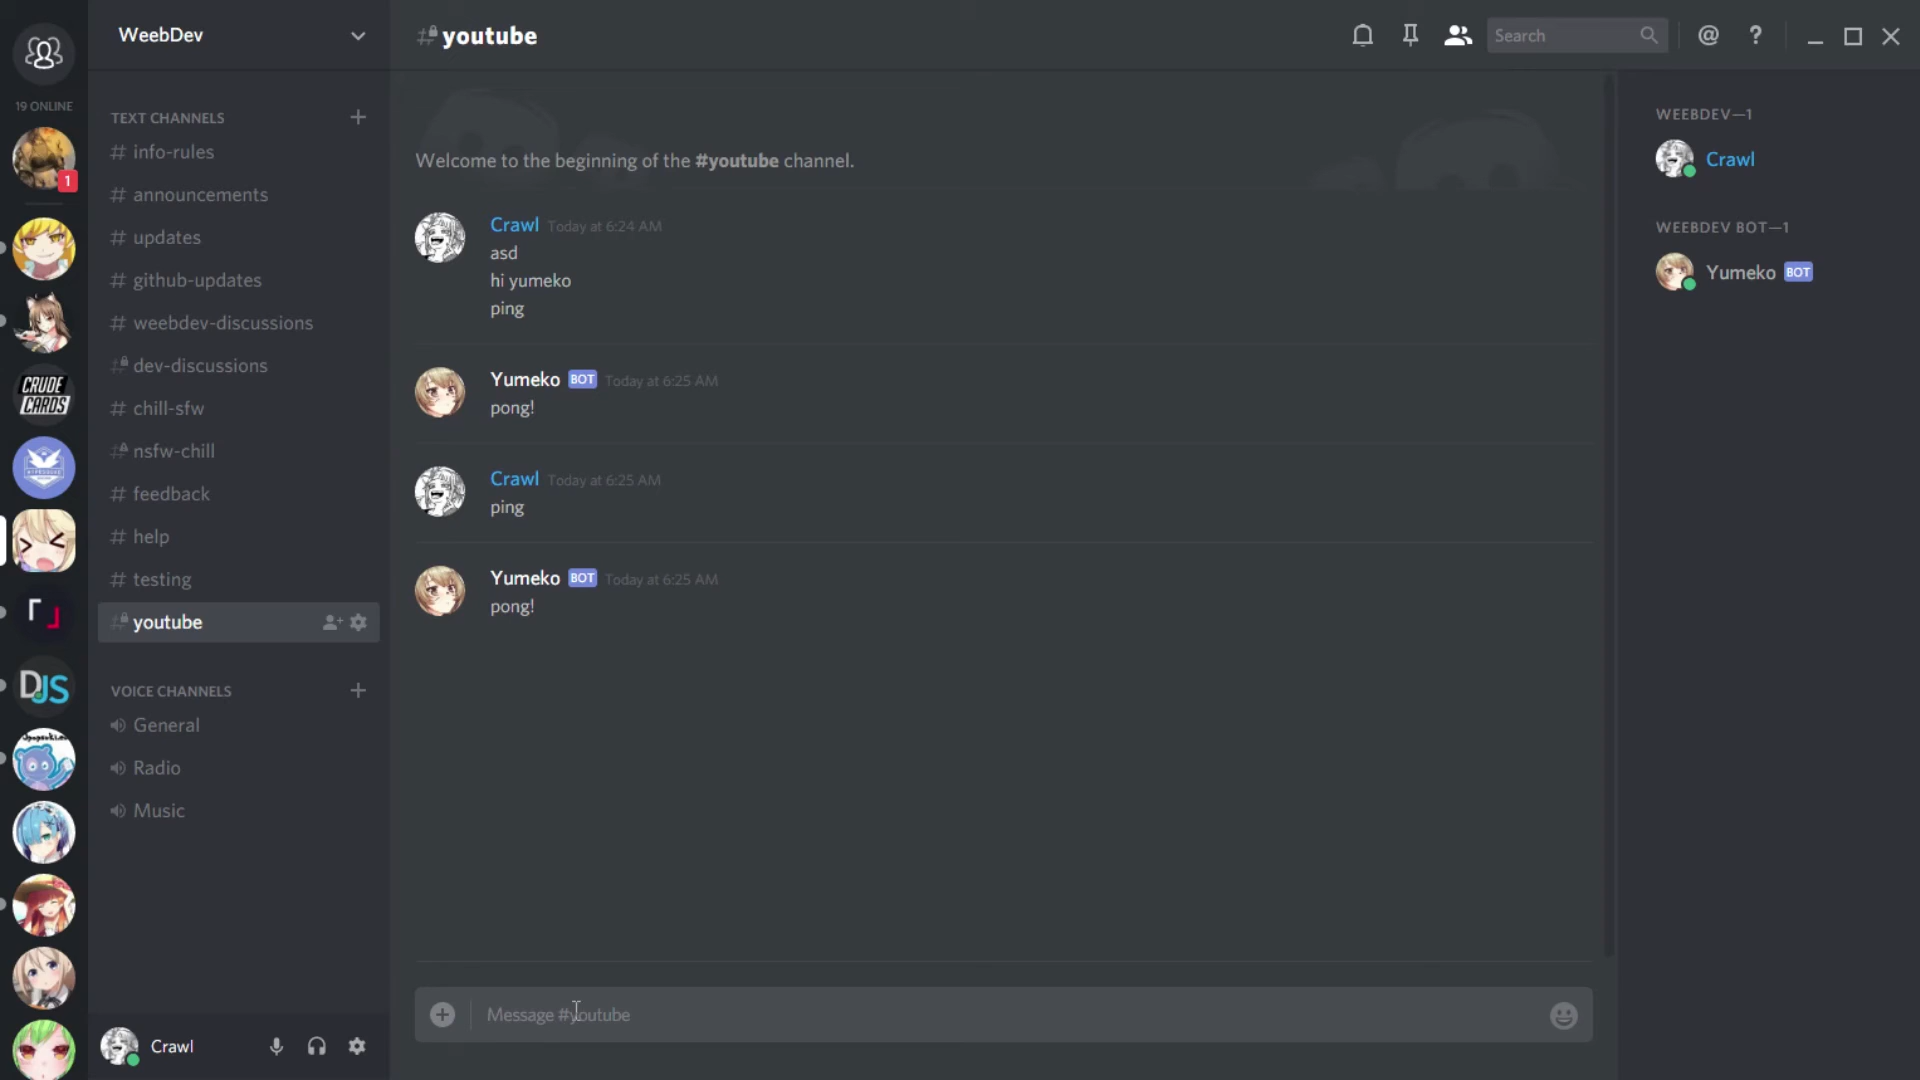 19 ONLINE
1
CRUDE
CARDS
DJS
WeebDev
TEXT CHANNELS
# info-rules
# announcements
# updates
# github-updates
# weebdev-discussions
# dev-discussions
# chill-sfw
# nsfw-chill
# feedback
# help
# testing
# youtube
VOICE CHANNELS
General
Radio
Music
Crawl
# youtube
Search
@ ?
Welcome to the beginning of the #youtube channel.
Crawl Today at 6:24 AM
asd
hi yumeko
ping
Yumeko BOT Today at 6:25 AM
pong!
Crawl Today at 6:25 AM
ping
Yumeko BOT Today at 6:25 AM
pong!
Message #youtube
WEEBDEV—1
Crawl
WEEBDEV BOT—1
Yumeko BOT